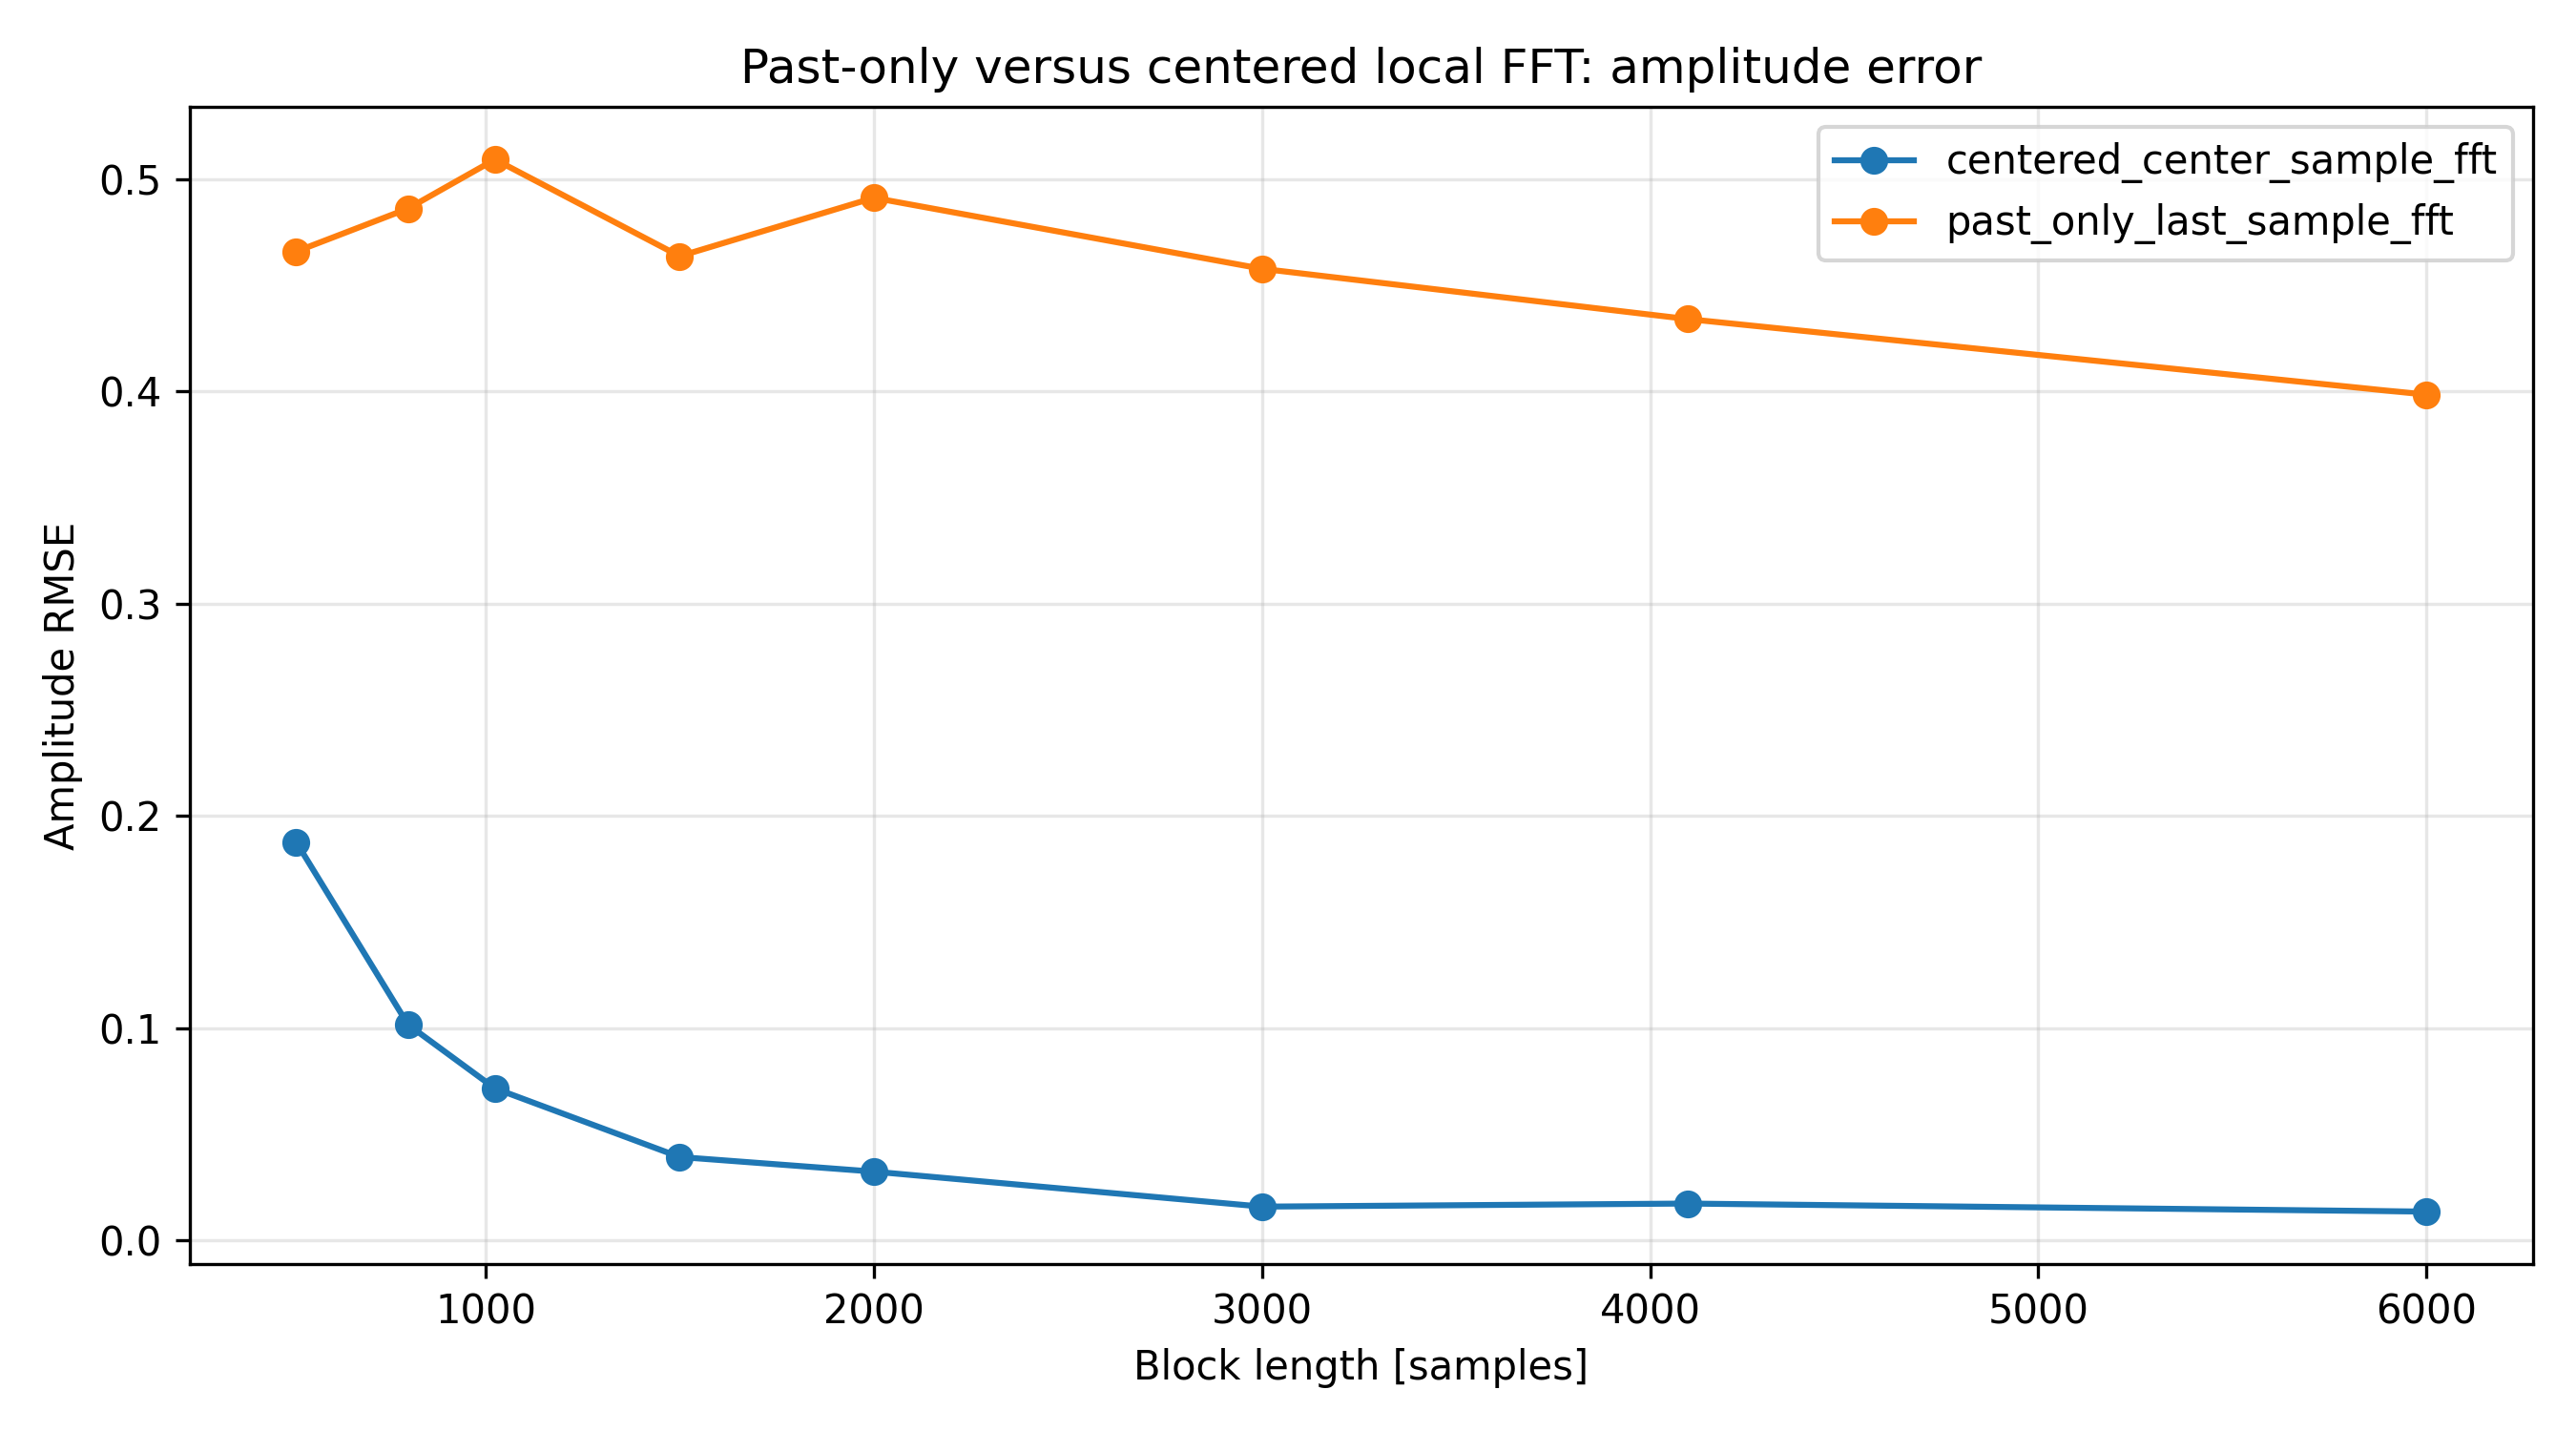 Past-only versus centered local FFT: amplitude error
centered_center_sample_fft
past_only_last_sample_fft
Amplitude RMSE
0.5
0.4
0.3
0.2
0.1
0.0
1000 2000 3000 4000 5000 6000
Block length [samples]